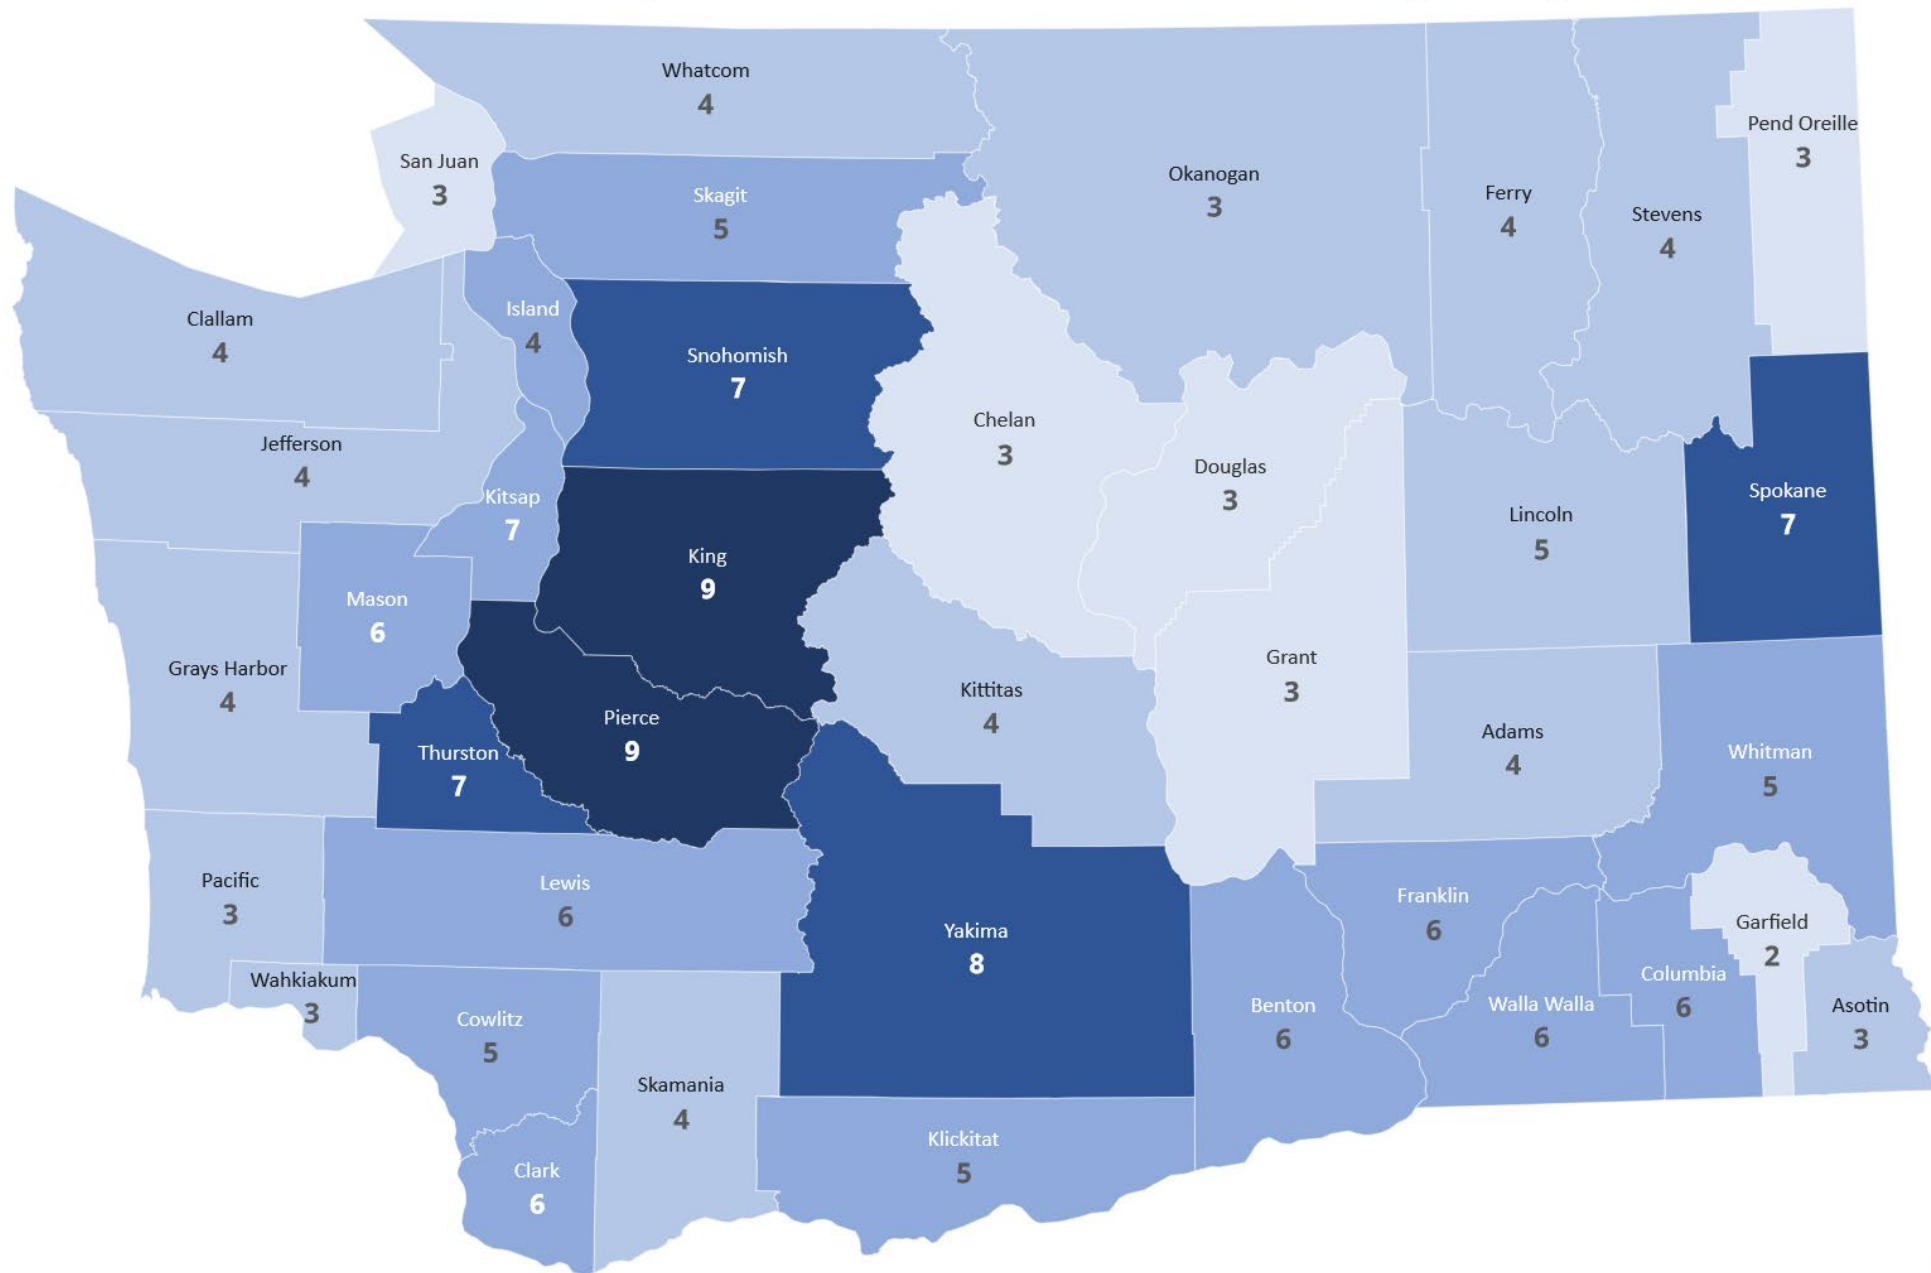 Whatcom
4
Pend Oreille
3
San Juan
3
Okanogan
3
Skagit
5
Ferry
4
Stevens
4
Island
4
Clallam
4
Snohomish
7
Chelan
3
Jefferson
4
Douglas
3
Kitsap
7
Spokane
7
Lincoln
5
King
9
Mason
6
Grays Harbor
4
Grant
3
Kittitas
4
Pierce
9
Adams
4
Thurston
7
Whitman
5
Pacific
3
Lewis
6
Franklin
6
Garfield
2
Yakima
8
Wahkiakum
3
Columbia
6
Walla Walla
6
Benton
6
Asotin
3
Cowlitz
5
Skamania
4
Klickitat
5
Clark
6